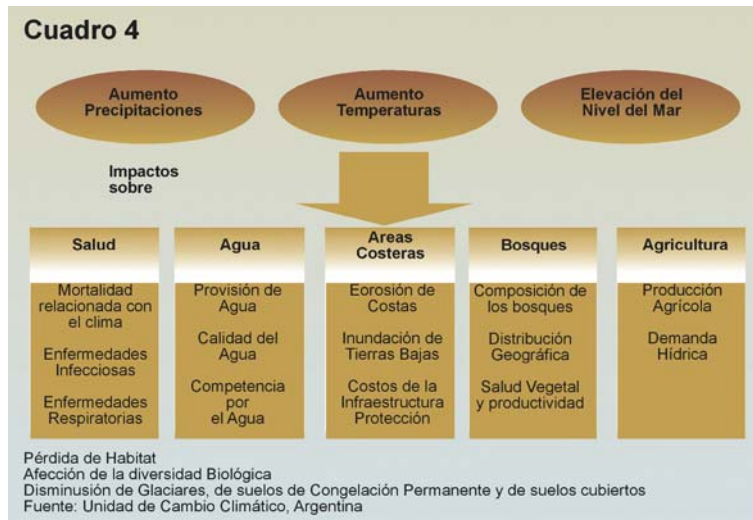 Cuadro 4
Aumento
Precipitaciones
Aumento
Temperaturas
Elevación del
Nivel del Mar
Impactos
sobre
Salud
Mortalidad
relacionada con
el clima
Enfermedades
Infecciosas
Enfermedades
Respiratorias
Agua
Provisión de
Agua
Calidad del
Agua
Competencia
por
el Agua
Areas
Costeras
Eorosión de
Costas
Inundación de
Tierras Bajas
Costos de la
Infraestructura
Protección
Bosques
Composición de
los bosques
Distribución
Geográfica
Salud Vegetal
y productividad
Agricultura
Producción
Agrícola
Demanda
Hídrica
Pérdida de Habitat
Afección de la diversidad Biológica
Disminusión de Glaciares, de suelos de Congelación Permanente y de suelos cubiertos
Fuente: Unidad de Cambio Climático, Argentina